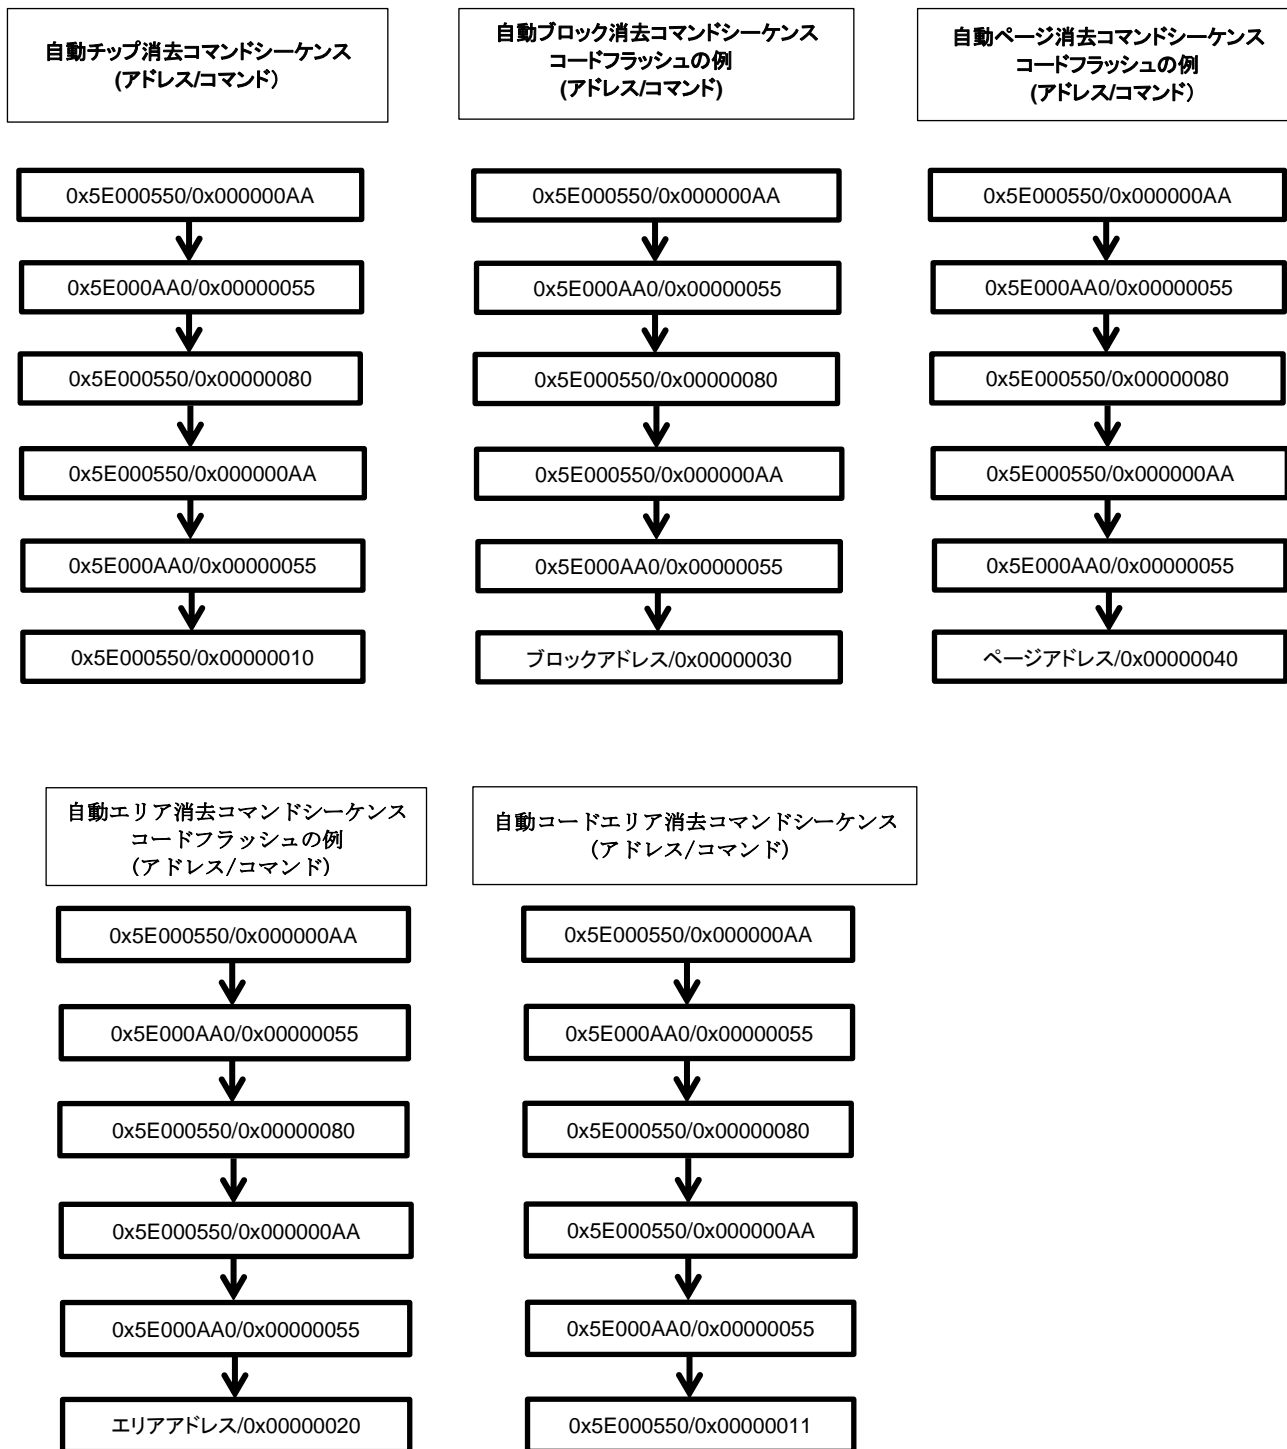 自動チップ消去コマンドシーケンス
(アドレス/コマンド)
0x5E000550/0x000000AA
0x5E000AA0/0x00000055
0x5E000550/0x00000080
0x5E000550/0x000000AA
0x5E000AA0/0x00000055
0x5E000550/0x00000010
自動ブロック消去コマンドシーケンス
コードフラッシュの例
(アドレス/コマンド)
0x5E000550/0x000000AA
0x5E000AA0/0x00000055
0x5E000550/0x00000080
0x5E000550/0x000000AA
0x5E000AA0/0x00000055
ブロックアドレス/0x00000030
自動ページ消去コマンドシーケンス
コードフラッシュの例
(アドレス/コマンド)
0x5E000550/0x000000AA
0x5E000AA0/0x00000055
0x5E000550/0x00000080
0x5E000550/0x000000AA
0x5E000AA0/0x00000055
ページアドレス/0x00000040
自動エリア消去コマンドシーケンス
コードフラッシュの例
(アドレス/コマンド)
0x5E000550/0x000000AA
0x5E000AA0/0x00000055
0x5E000550/0x00000080
0x5E000550/0x000000AA
0x5E000AA0/0x00000055
エリアアドレス/0x00000020
自動コードエリア消去コマンドシーケンス
(アドレス/コマンド)
0x5E000550/0x000000AA
0x5E000AA0/0x00000055
0x5E000550/0x00000080
0x5E000550/0x000000AA
0x5E000AA0/0x00000055
0x5E000550/0x00000011